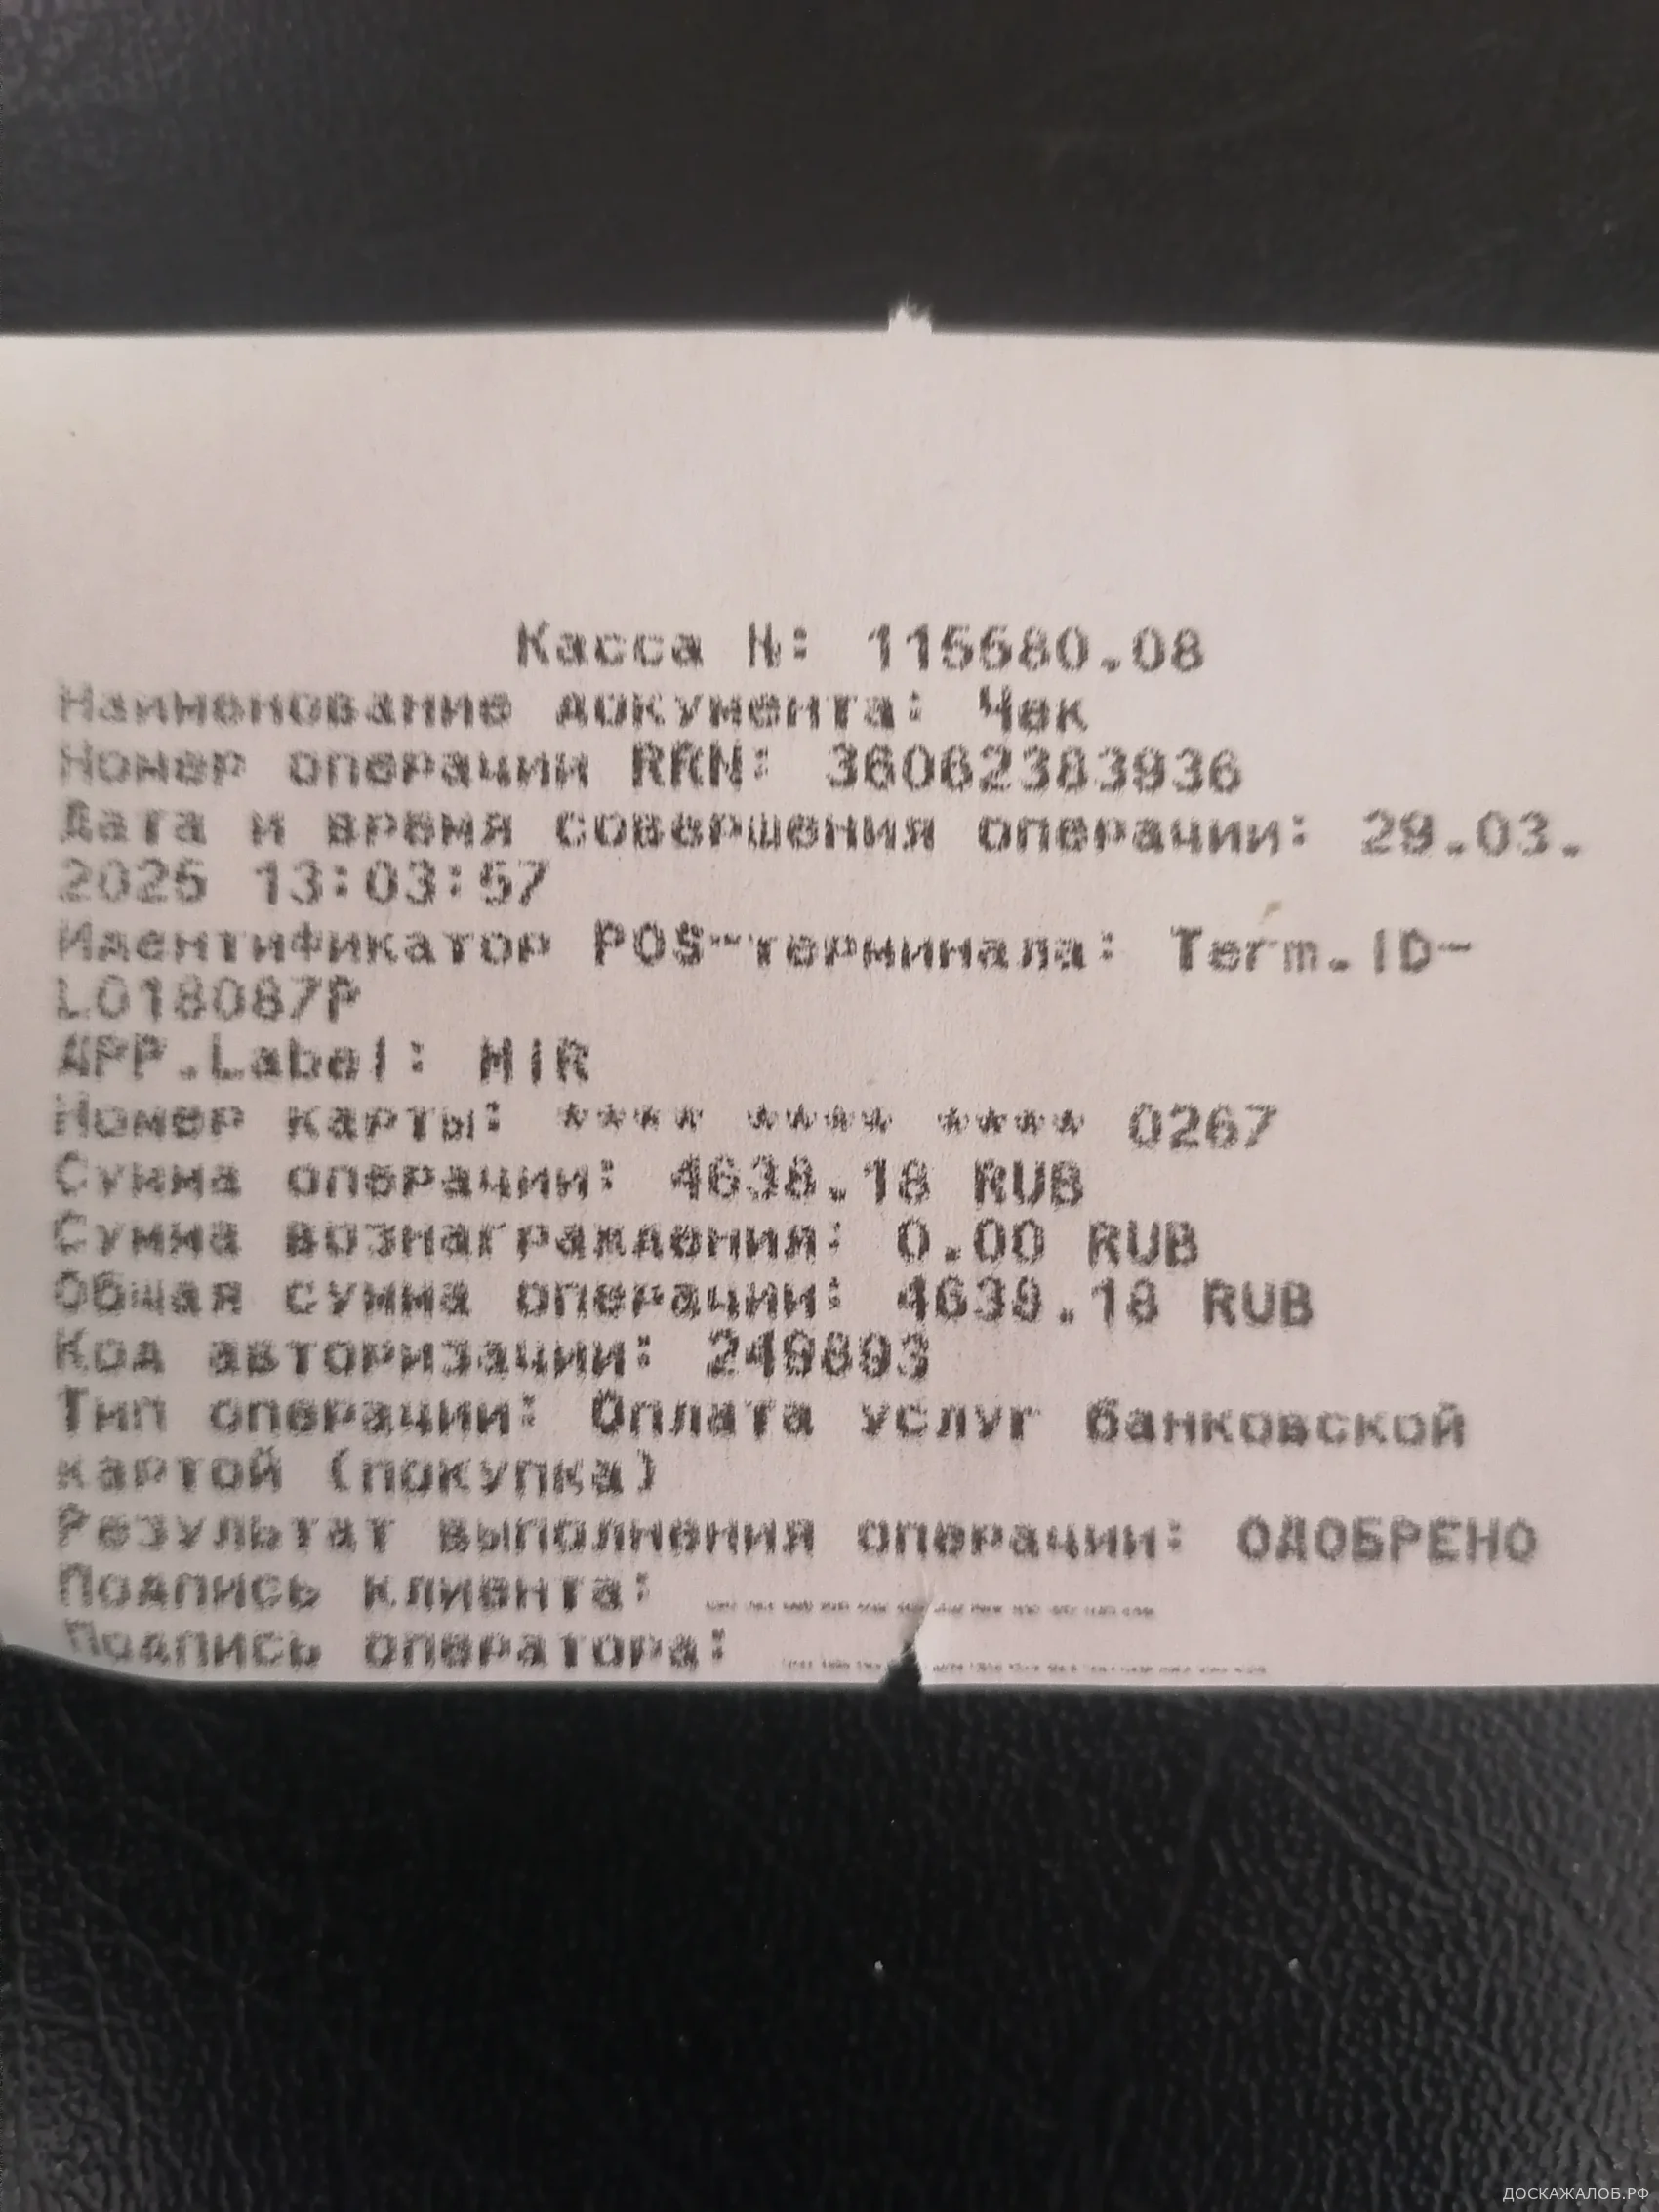 Касса N: 115580.08
Наименование документа: Чек
Номер операции RRN: 36062383936
Дата и время совершения операции: 29.03.
2025 13:03:57
Идентификатор POS-терминала: Term.ID-
L018087P
APP.Label: MIR
Номер карты: **** **** **** 0267
Сумма операции: 4638.18 RUB
Сумма вознаграждения: 0.00 RUB
Общая сумма операции: 4638.18 RUB
Код авторизации:
Тип операции: Оплата услуг банковской
картой (покупка)
Результат выполнения операции: ОДОБРЕНО
Подпись клиента: ____________
Подпись оператора: ____________
ДОСКАЖАЛОБ.РФ